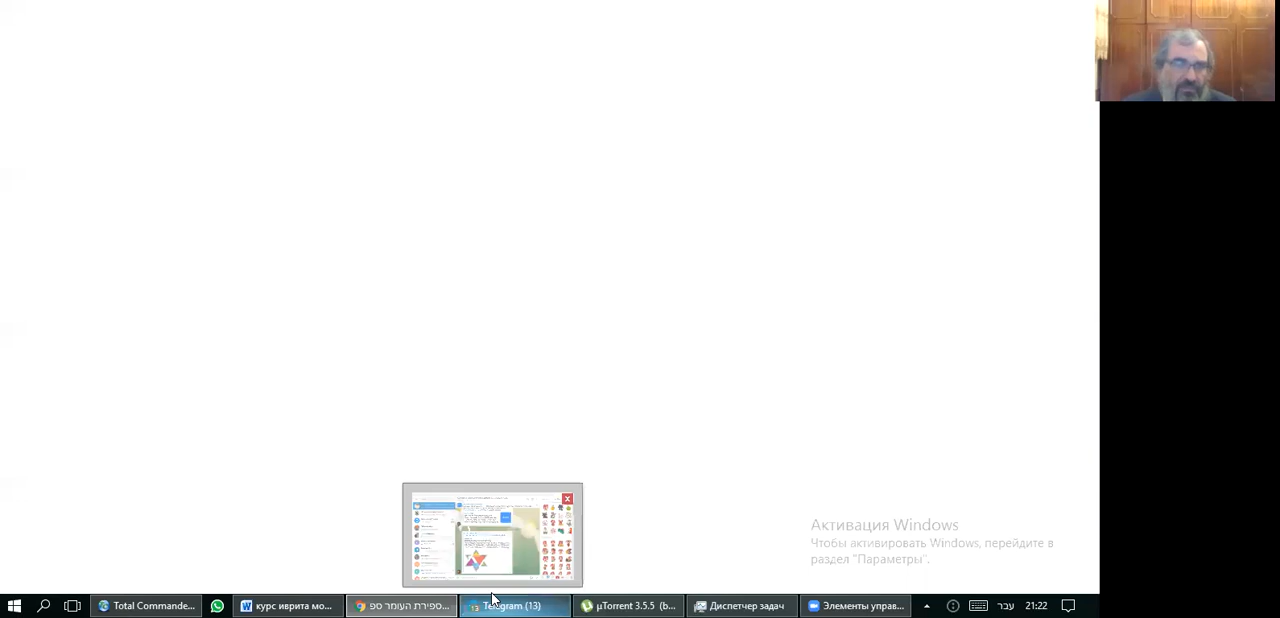 Активация Windows
Чтобы активировать Windows, перейдите в
раздел "Параметры".
Total Commande...
курс иврита мо...
ספירת העומר ספ...
Telegram (13)
µTorrent 3.5.5 (b...
Диспетчер задач
Элементы управ...
עבר
21:22